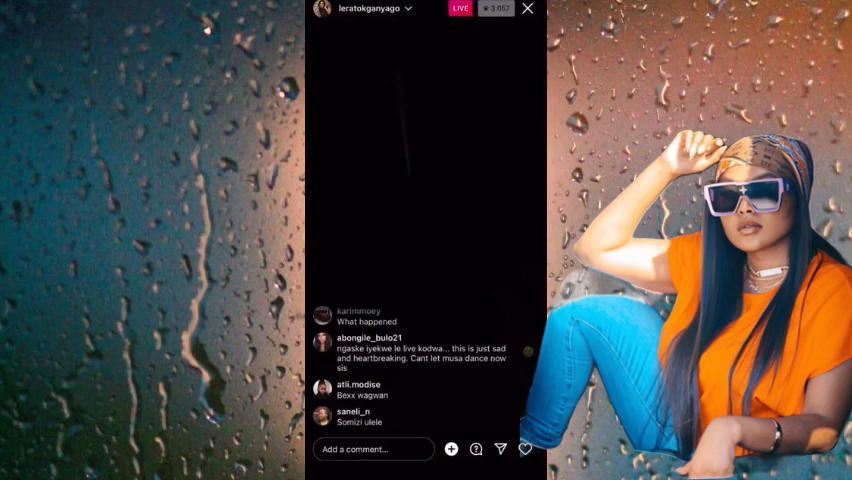 leratokganyago
LIVE
3 057
karimmoey
What happened
abongile_bulo21
ngaske iyekwe le live kodwa... this is just sad
and heartbreaking. Cant let musa dance now
sis
atli.modise
Bexx wagwan
saneli_n
Somizi ulele
Add a comment...